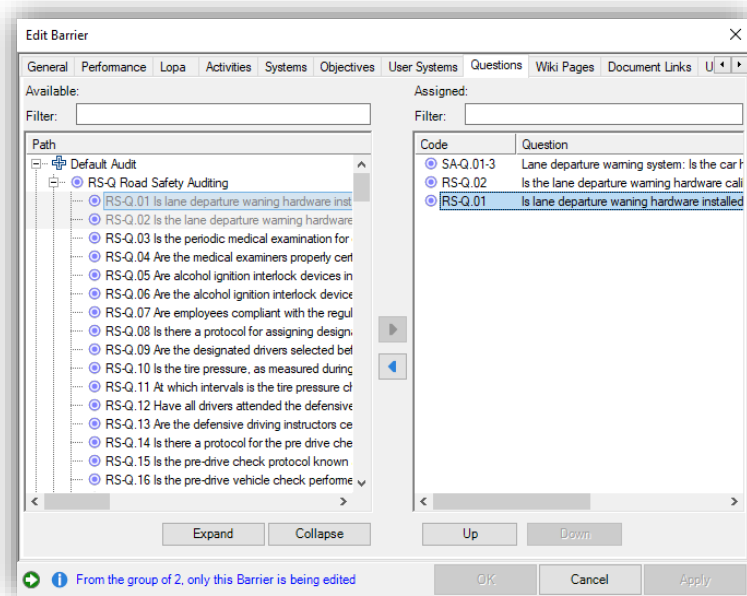 Edit Barrier
General Performance Lopa Activities Systems Objectives User Systems Questions Wiki Pages Document Links U
Available: Assigned:
Filter: Filter:
Path Code Question
Default Audit
RS-Q Road Safety Auditing
RS-Q.01 Is lane departure waning hardware inst
RS-Q.02 Is the lane departure warning hardware
RS-Q.03 Is the periodic medical examination for
RS-Q.04 Are the medical examiners properly cert
RS-Q.05 Are alcohol ignition interlock devices in
RS-Q.06 Are the alcohol ignition interlock device
RS-Q.07 Are employees compliant with the regul
RS-Q.08 Is there a protocol for assigning design
RS-Q.09 Are the designated drivers selected bef
RS-Q.10 Is the tire pressure, as measured during
RS-Q.11 At which intervals is the tire pressure ch
RS-Q.12 Have all drivers attended the defensive
RS-Q.13 Are the defensive driving instructors ce
RS-Q.14 Is there a protocol for the pre drive che
RS-Q.15 Is the pre-drive check protocol known
RS-Q.16 Is the pre-drive vehicle check performe
SA-Q.01-3 Lane departure warning system: Is the car h
RS-Q.02 Is the lane departure warning hardware cali
RS-Q.01 Is lane departure waning hardware installed
Expand Collapse Up Down
From the group of 2, only this Barrier is being edited OK Cancel Apply